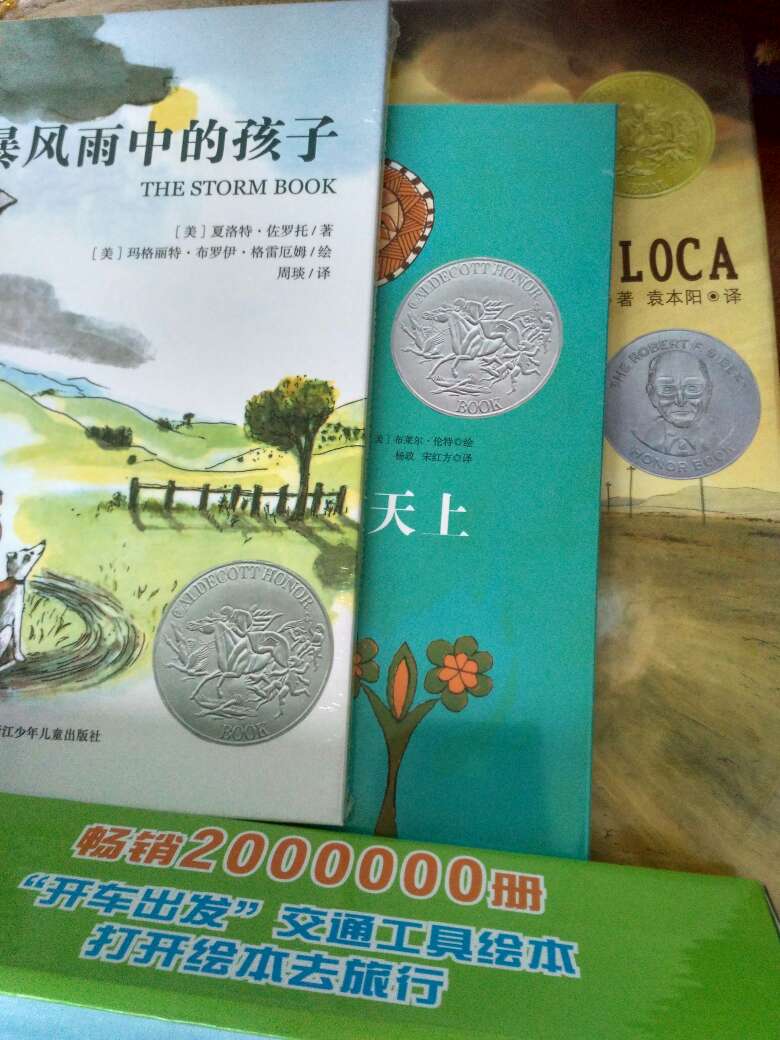 暴风雨中的孩子
THE STORM BOOK
［美］夏洛特·佐罗托/著
［美］玛格丽特·布罗伊·格雷厄姆/绘
周琰/译
CALDECOTT HONOR
BOOK
江少年儿童出版社
CALDECOTT HONOR
BOOK
美］布莱尔·伦特◎绘
杨政 宋红方◎译
天上
LOCA
著 袁本阳◉译
THE ROBERT F. SIBERT
HONOR BOOK
畅销2000000册
“开车出发”交通工具绘本
打开绘本去旅行